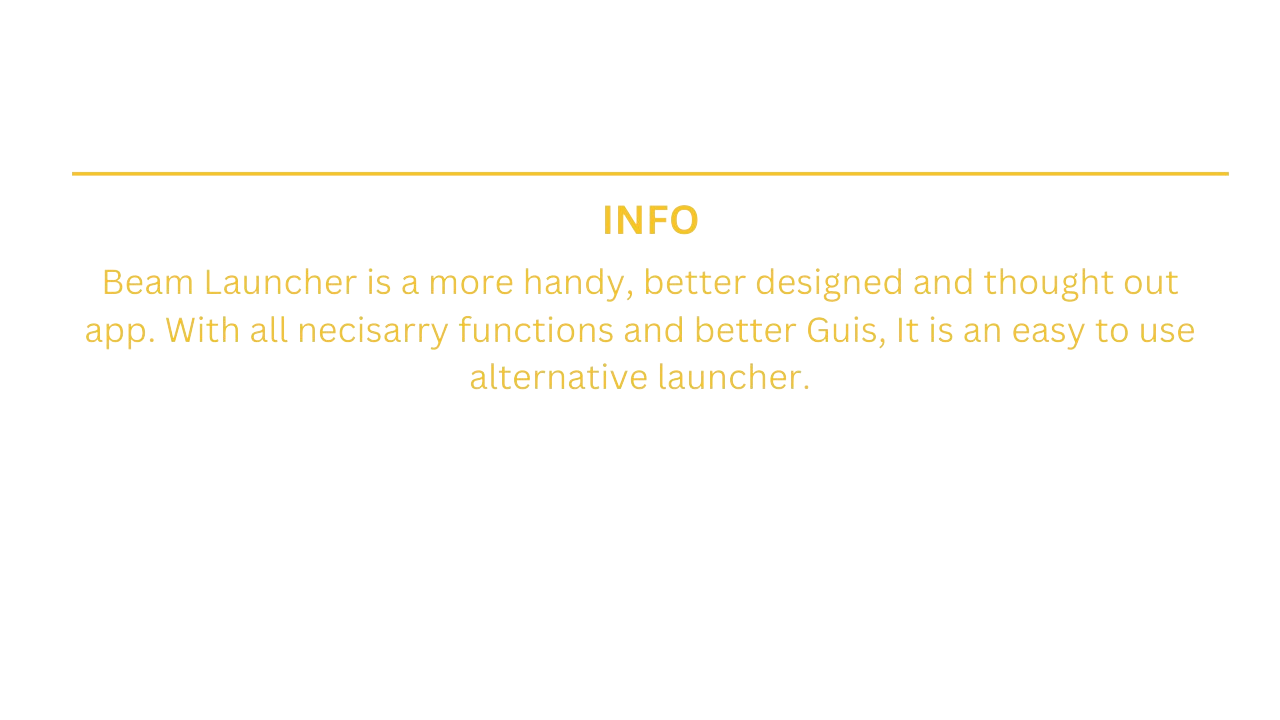 INFO
Beam Launcher is a more handy, better designed and thought out
app. With all necisarry functions and better Guis, It is an easy to use
alternative launcher.